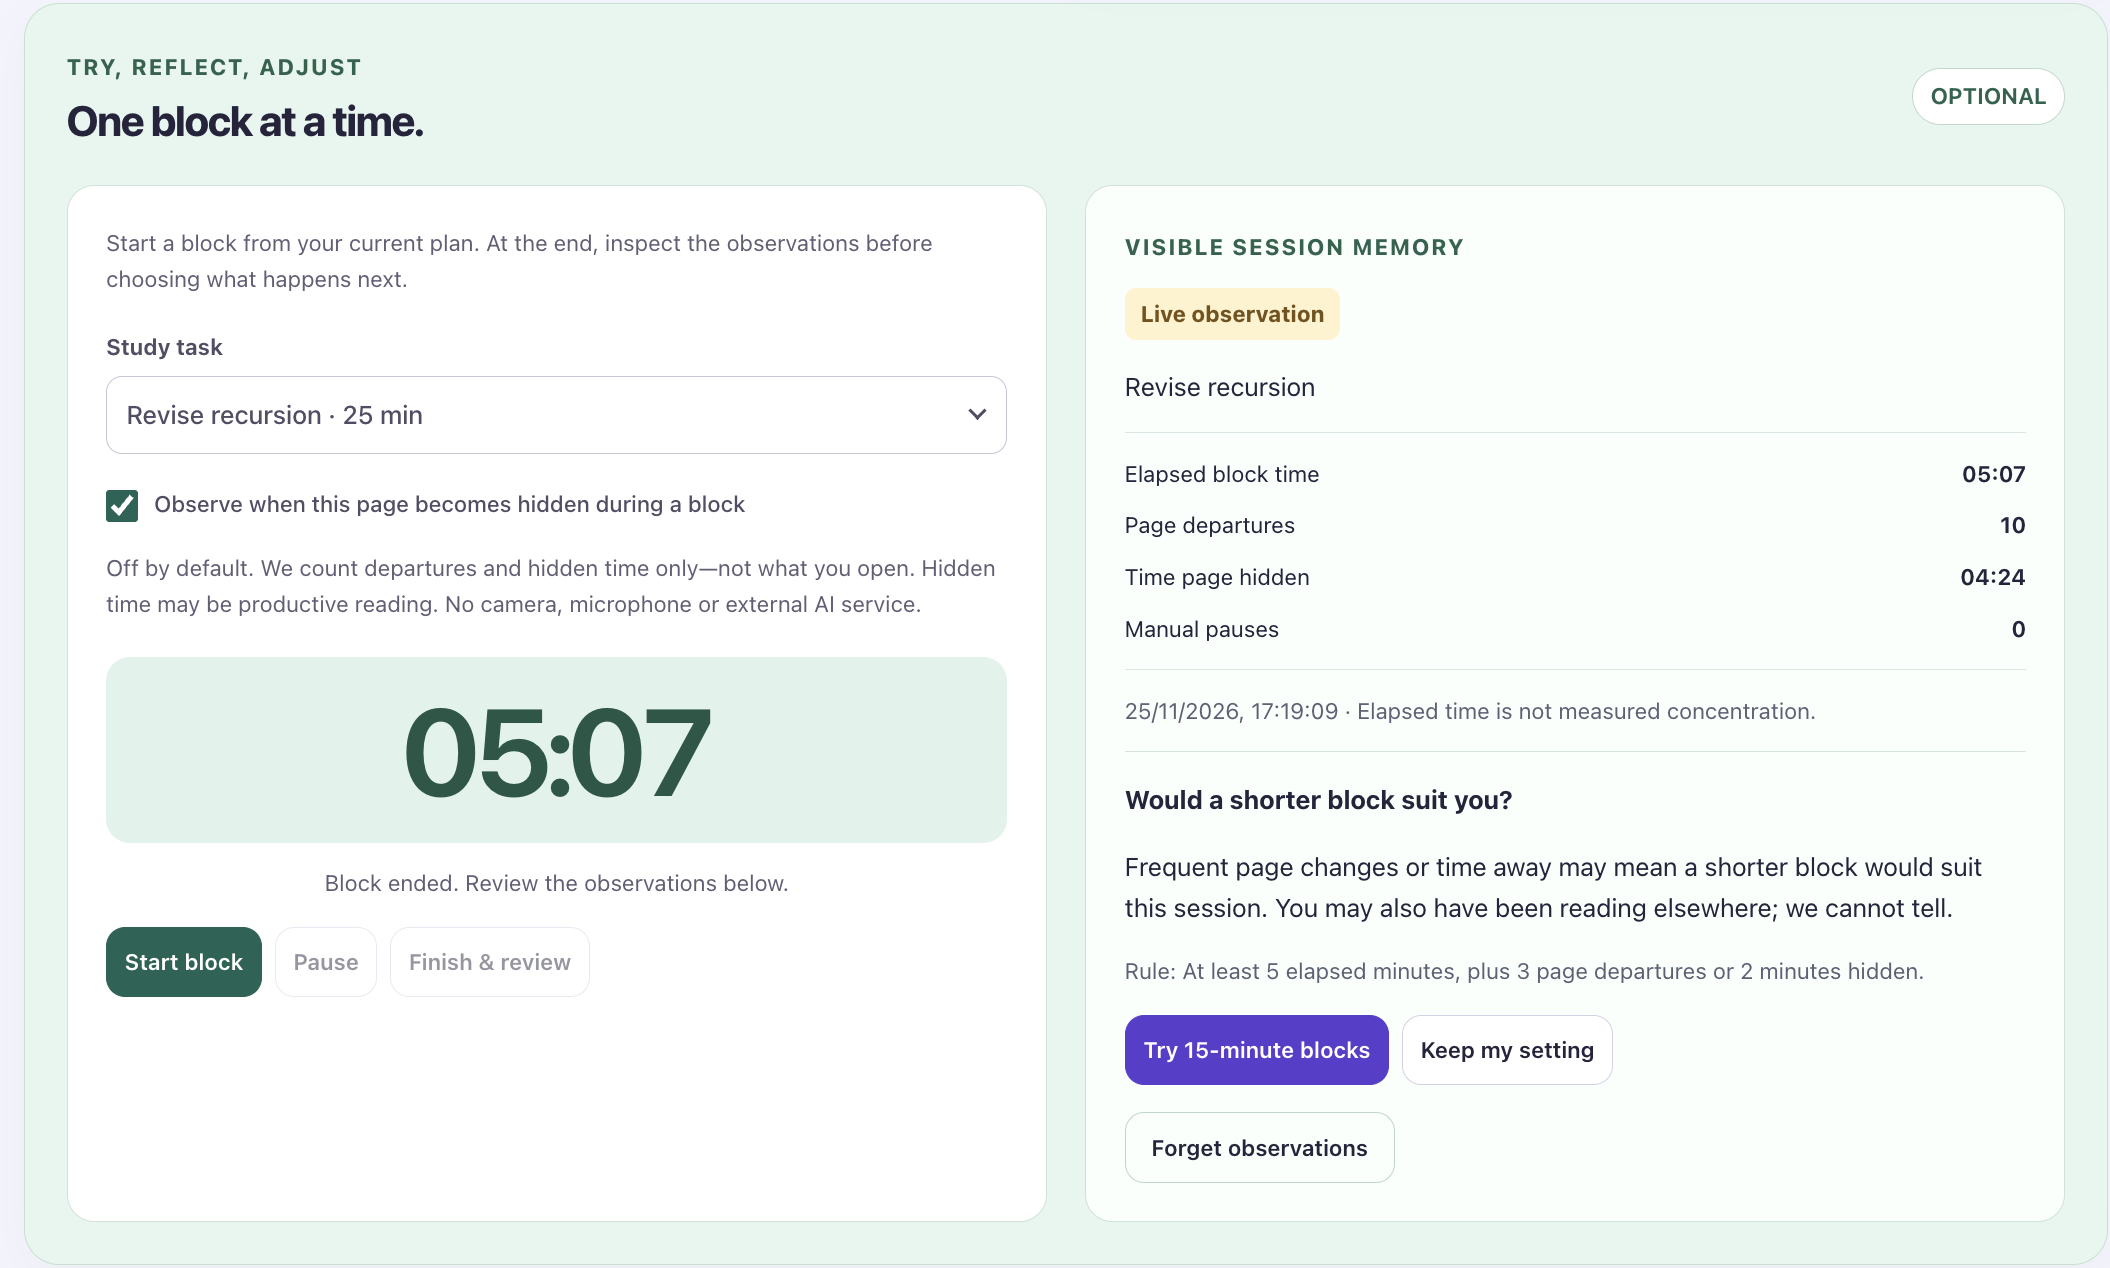 TRY, REFLECT, ADJUST
One block at a time.
OPTIONAL
Start a block from your current plan. At the end, inspect the observations before
choosing what happens next.
Study task
Revise recursion · 25 min
Observe when this page becomes hidden during a block
Off by default. We count departures and hidden time only—not what you open. Hidden
time may be productive reading. No camera, microphone or external AI service.
05:07
Block ended. Review the observations below.
Start block
Pause
Finish & review
VISIBLE SESSION MEMORY
Live observation
Revise recursion
Elapsed block time 05:07
Page departures 10
Time page hidden 04:24
Manual pauses 0
25/11/2026, 17:19:09 · Elapsed time is not measured concentration.
Would a shorter block suit you?
Frequent page changes or time away may mean a shorter block would suit
this session. You may also have been reading elsewhere; we cannot tell.
Rule: At least 5 elapsed minutes, plus 3 page departures or 2 minutes hidden.
Try 15-minute blocks
Keep my setting
Forget observations